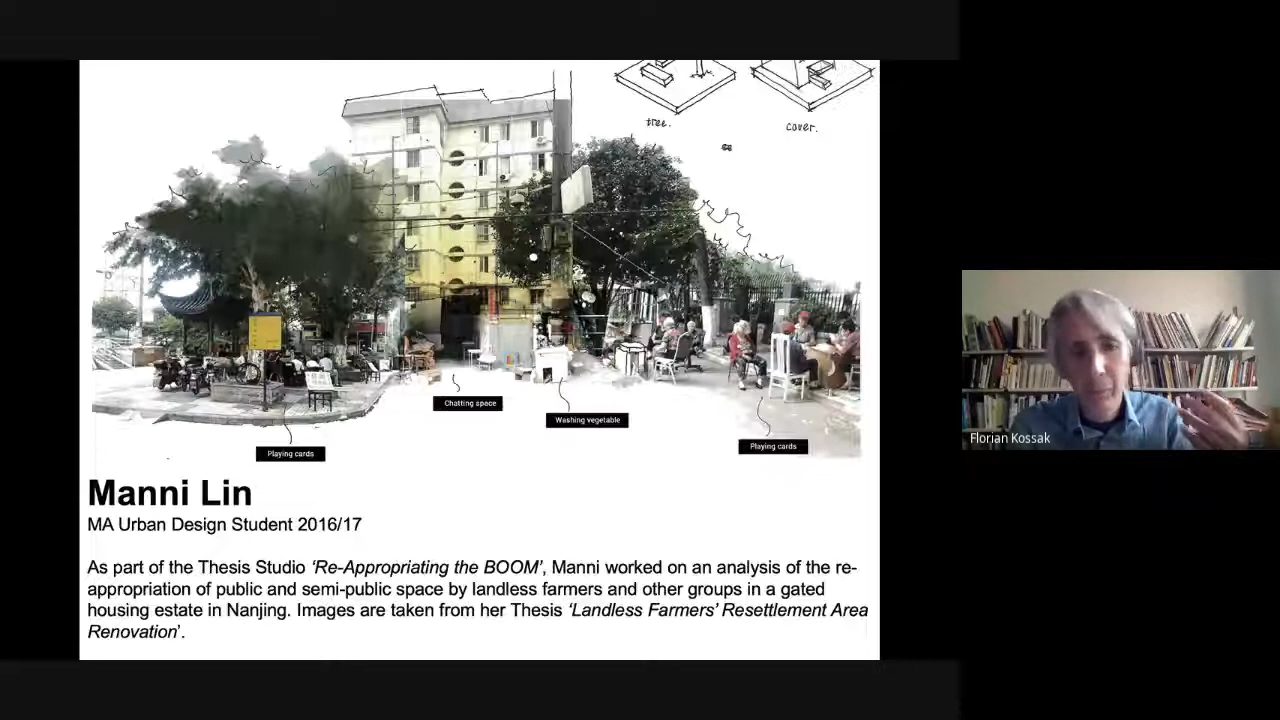 tree.
cover.
Chatting space
Washing vegetable
Playing cards
Playing cards
Florian Kossak
Manni Lin
MA Urban Design Student 2016/17
As part of the Thesis Studio ‘Re-Appropriating the BOOM’, Manni worked on an analysis of the re-
appropriation of public and semi-public space by landless farmers and other groups in a gated
housing estate in Nanjing. Images are taken from her Thesis ‘Landless Farmers’ Resettlement Area
Renovation’.